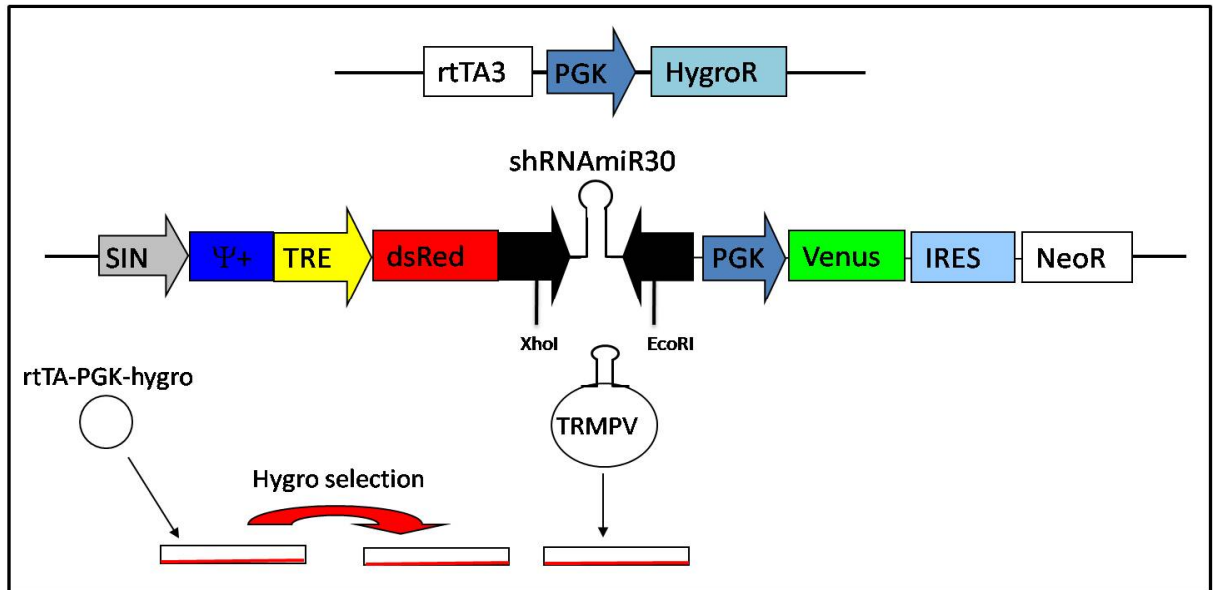 rtTA3 PGK HygroR
shRNAmiR30
SIN Ψ+ TRE dsRed PGK Venus IRES NeoR
XhoI EcoRI
rtTA-PGK-hygro
TRMPV
Hygro selection